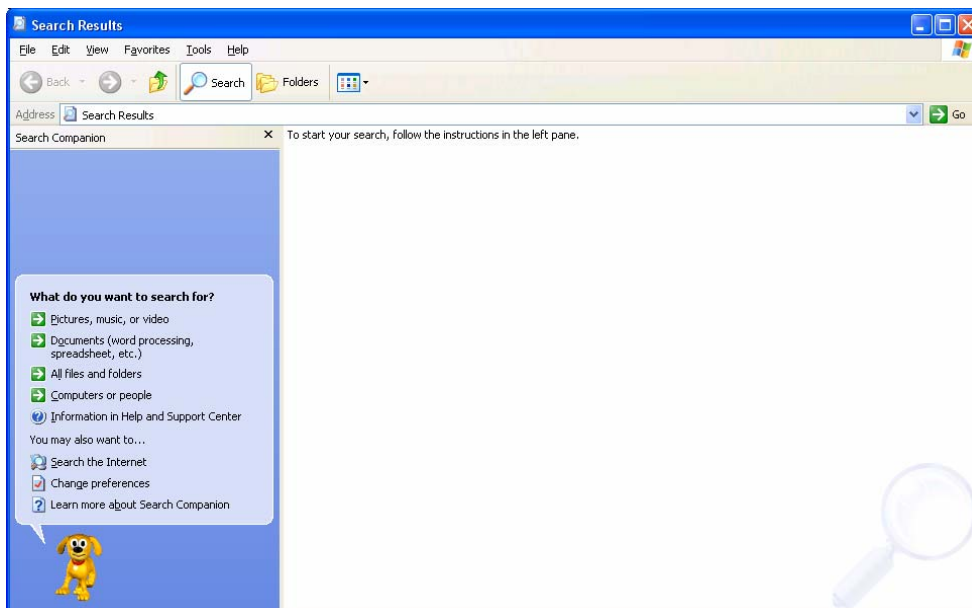 Search Results
File Edit View Favorites Tools Help
Back Search Folders
Address Search Results Go
Search Companion
To start your search, follow the instructions in the left pane.
What do you want to search for?
Pictures, music, or video
Documents (word processing,
spreadsheet, etc.)
All files and folders
Computers or people
Information in Help and Support Center
You may also want to...
Search the Internet
Change preferences
Learn more about Search Companion